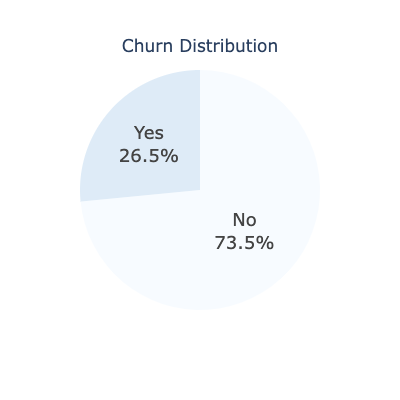 Churn Distribution
Yes
26.5%
No
73.5%